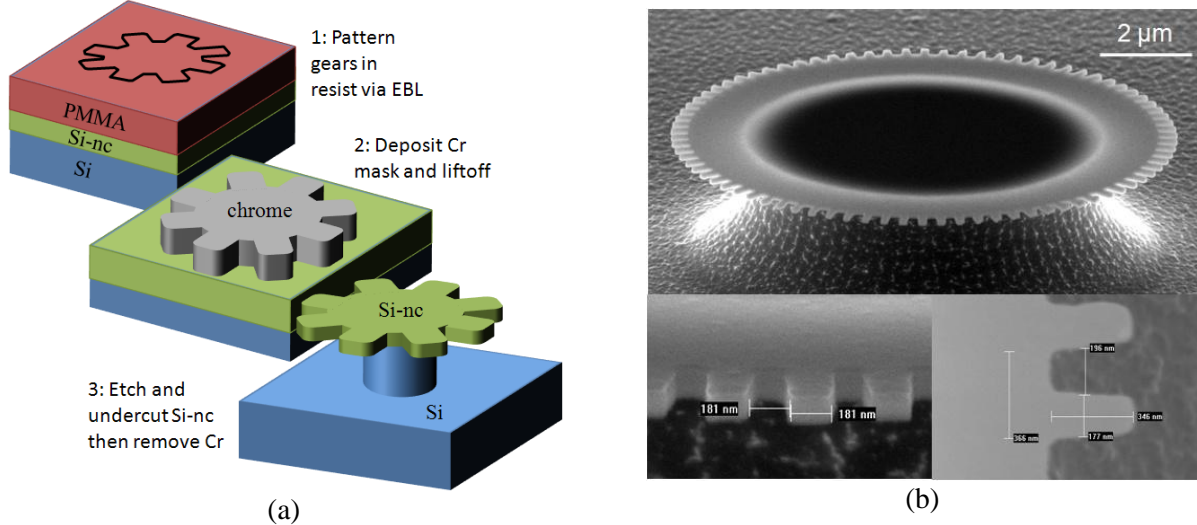 1: Pattern
gears in
resist via EBL
PMMA
Si-nc
Si
2: Deposit Cr
mask and liftoff
chrome
Si-nc
3: Etch and
undercut Si-nc
then remove Cr
Si
(a)
2 µm
181 nm
181 nm
196 nm
346 nm
366 nm
177 nm
(b)